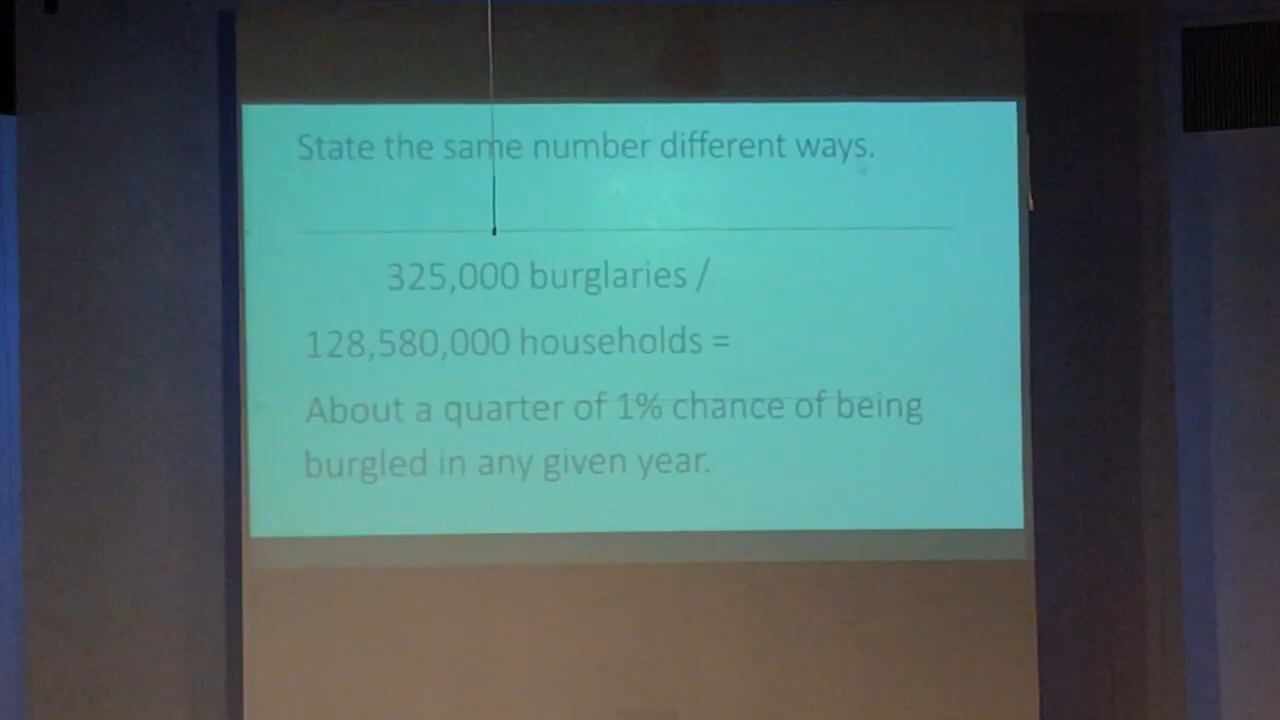 State the same number different ways.
325,000 burglaries /
128,580,000 households =
About a quarter of 1% chance of being
burgled in any given year.